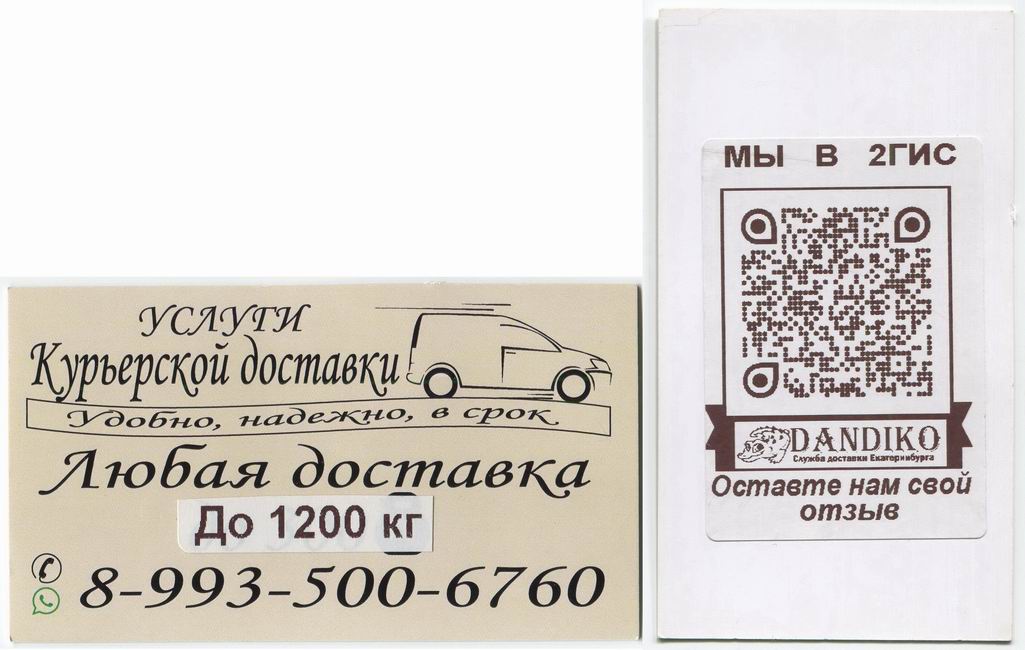 УСЛУГИ
Курьерской доставки
Удобно, надежно, в срок
Любая доставка
До 1200 кг
8-993-500-6760
МЫ В 2ГИС
DANDIKO
Служба доставки Екатеринбурга
Оставте нам свой
отзыв